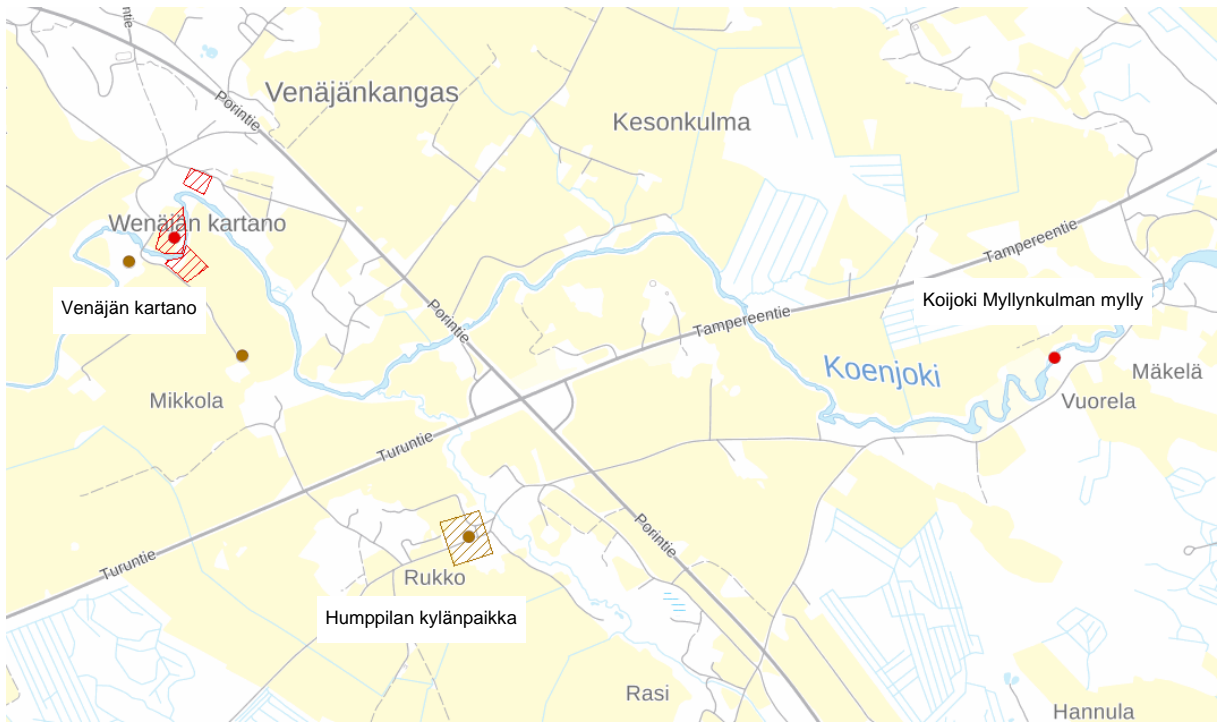 ntie
Porintie
Venäjänkangas
Kesonkulma
Wenäjän kartano
Tampereentie
Venäjän kartano
Koijoki Myllynkulman mylly
Porintie
Tampereentie
Koenjoki
Mäkelä
Mikkola
Vuorela
Turuntie
Porintie
Turuntie
Rukko
Humppilan kylänpaikka
Rasi
Hannula